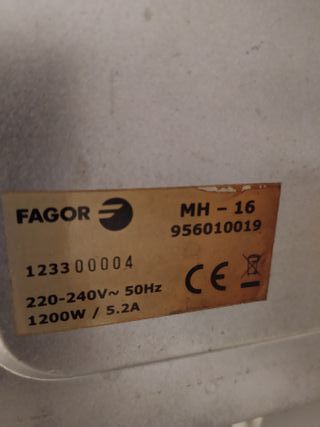 FAGOR
MH - 16
956010019
123300004
220-240V~ 50Hz
1200W / 5.2A
CE